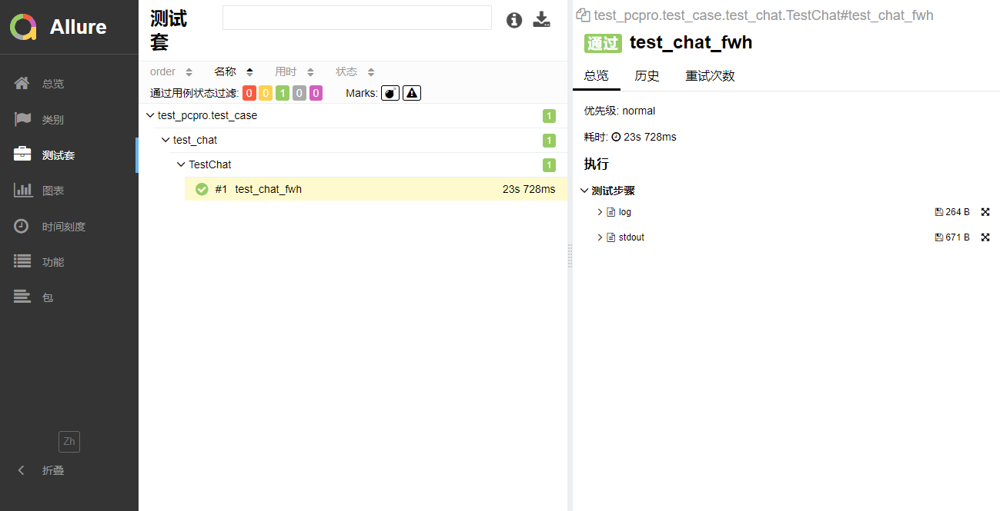 Allure
总览
类别
测试套
图表
时间刻度
功能
包
Zh
折叠
测试
套
order 名称 用时 状态
通过用例状态过滤: 0 0 1 0 0 Marks:
test_pcpro.test_case 1
test_chat 1
TestChat 1
#1 test_chat_fwh 23s 728ms
test_pcpro.test_case.test_chat.TestChat#test_chat_fwh
通过 test_chat_fwh
总览 历史 重试次数
优先级: normal
耗时: 23s 728ms
执行
测试步骤
log 264 B
stdout 671 B